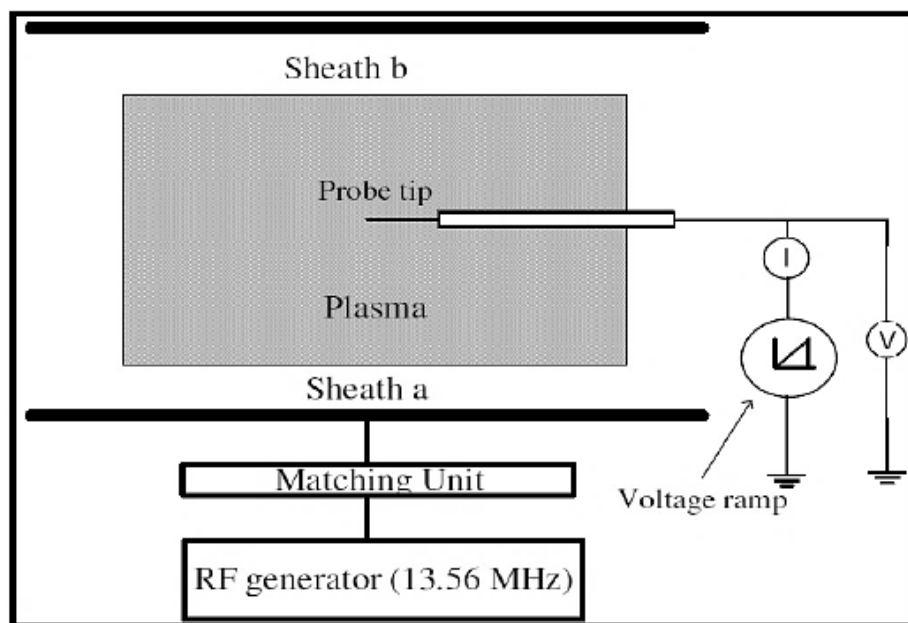 Sheath b
Probe tip
I
Plasma
V
Sheath a
Matching Unit
Voltage ramp
RF generator (13.56 MHz)